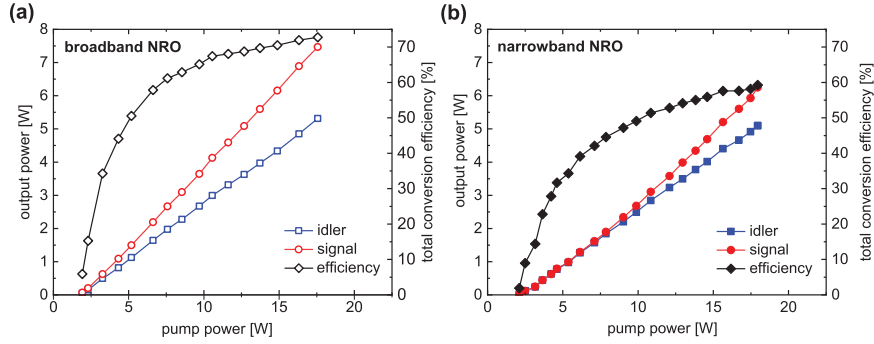 (a)
broadband NRO
output power [W]
8
7
6
5
4
3
2
1
0
total conversion efficiency [%]
70
60
50
40
30
20
10
0
idler
signal
efficiency
0
5
10
15
20
pump power [W]
(b)
narrowband NRO
output power [W]
8
7
6
5
4
3
2
1
0
total conversion efficiency [%]
70
60
50
40
30
20
10
0
idler
signal
efficiency
0
5
10
15
20
pump power [W]